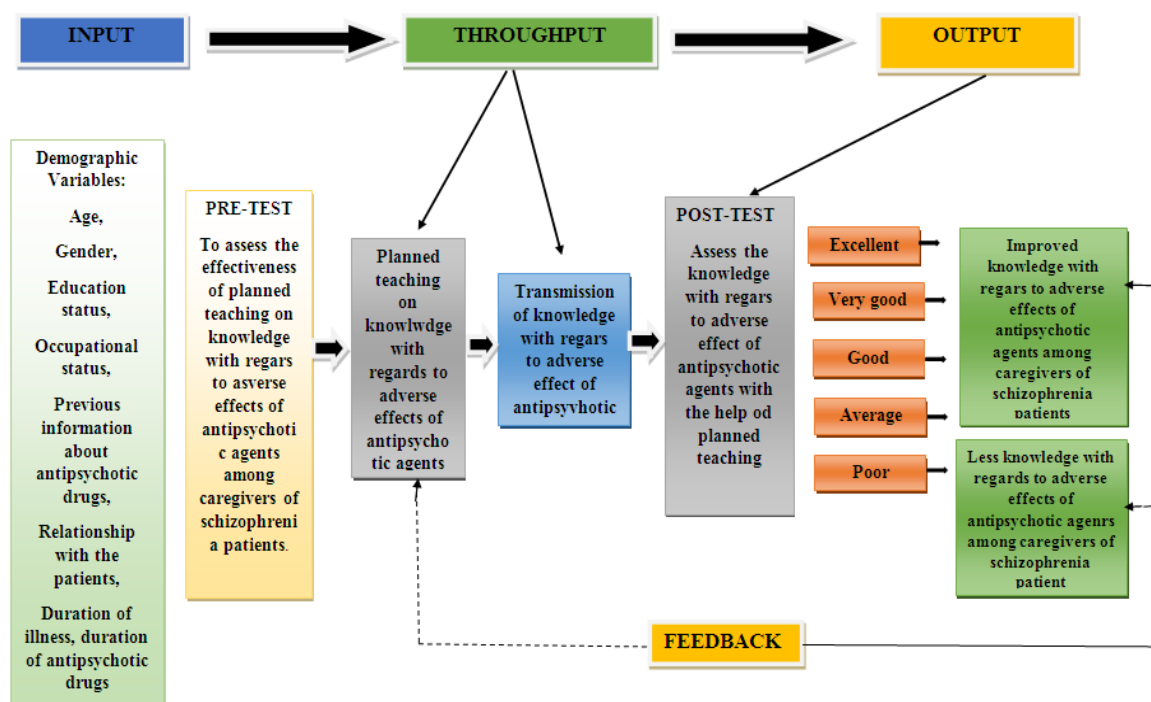 INPUT
THROUGHPUT
OUTPUT
Demographic
Variables:
Age,
Gender,
Education
status,
Occupational
status,
Previous
information
about
antipsychotic
drugs,
Relationship
with the
patients,
Duration of
illness, duration
of antipsychotic
drugs
PRE-TEST
To assess the
effectiveness
of planned
teaching on
knowledge
with regars to
asverse
effects of
antipsychoti
c agents
among
caregivers of
schizophreni
a patients.
Planned
teaching
on
knowlwdge
with
regards to
adverse
effects of
antipsycho
tic agents
Transmission
of knowledge
with regars
to adverse
effect of
antipsyvhotic
POST-TEST
Assess the
knowledge
with regars
to adverse
effect of
antipsychotic
agents with
the help od
planned
teaching
Excellent
Very good
Good
Average
Poor
Improved
knowledge with
regars to adverse
effects of
antipsychotic
agents among
caregivers of
schizophrenia
patients
Less knowledge with
regards to adverse
effects of
antipsychotic agenrs
among caregivers of
schizophrenia
patient
FEEDBACK